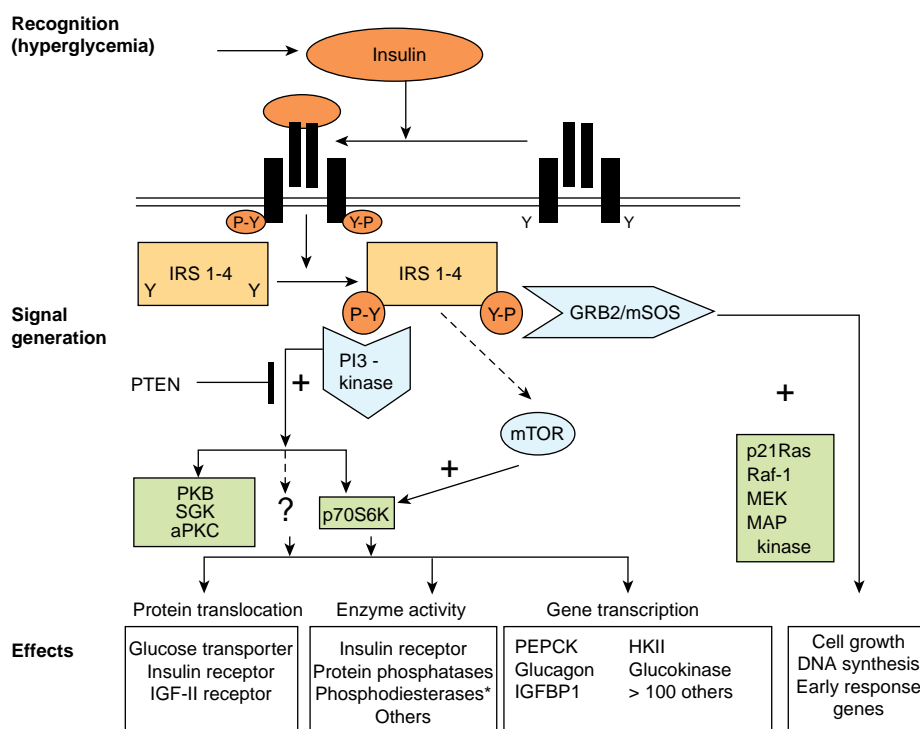 Recognition
(hyperglycemia)
Insulin
P-Y
Y-P
Y
Y
IRS 1-4
Y
Y
IRS 1-4
P-Y
Y-P
GRB2/mSOS
Signal
generation
PI3 -
kinase
PTEN
+
mTOR
+
+
p21Ras
Raf-1
MEK
MAP
kinase
PKB
SGK
aPKC
?
p70S6K
Protein translocation
Enzyme activity
Gene transcription
Effects
Glucose transporter
Insulin receptor
IGF-II receptor
Insulin receptor
Protein phosphatases
Phosphodiesterases*
Others
PEPCK
Glucagon
IGFBP1
HKII
Glucokinase
> 100 others
Cell growth
DNA synthesis
Early response
genes